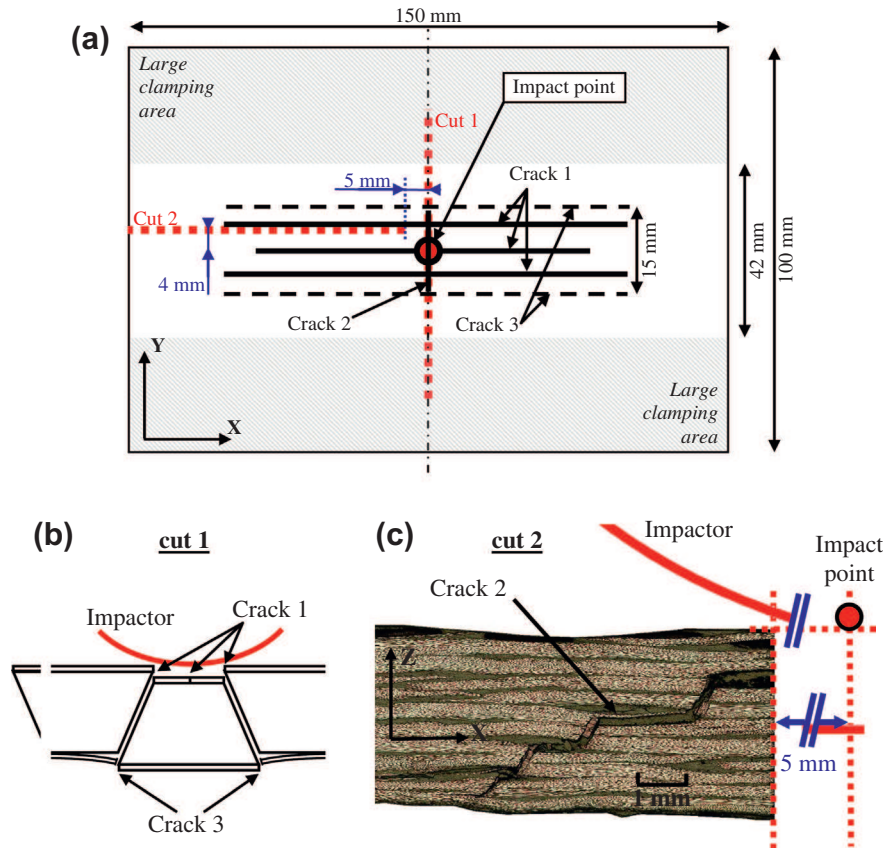 150 mm
(a)
Large
clamping
area
Impact point
Cut 1
5 mm
Crack 1
Cut 2
4 mm
15 mm
42 mm
100 mm
Crack 2
Crack 3
Y
X
Large
clamping
area
(b)
cut 1
Impactor
Crack 1
Crack 3
(c)
cut 2
Impactor
Impact
point
Crack 2
Z
X
5 mm
1 mm